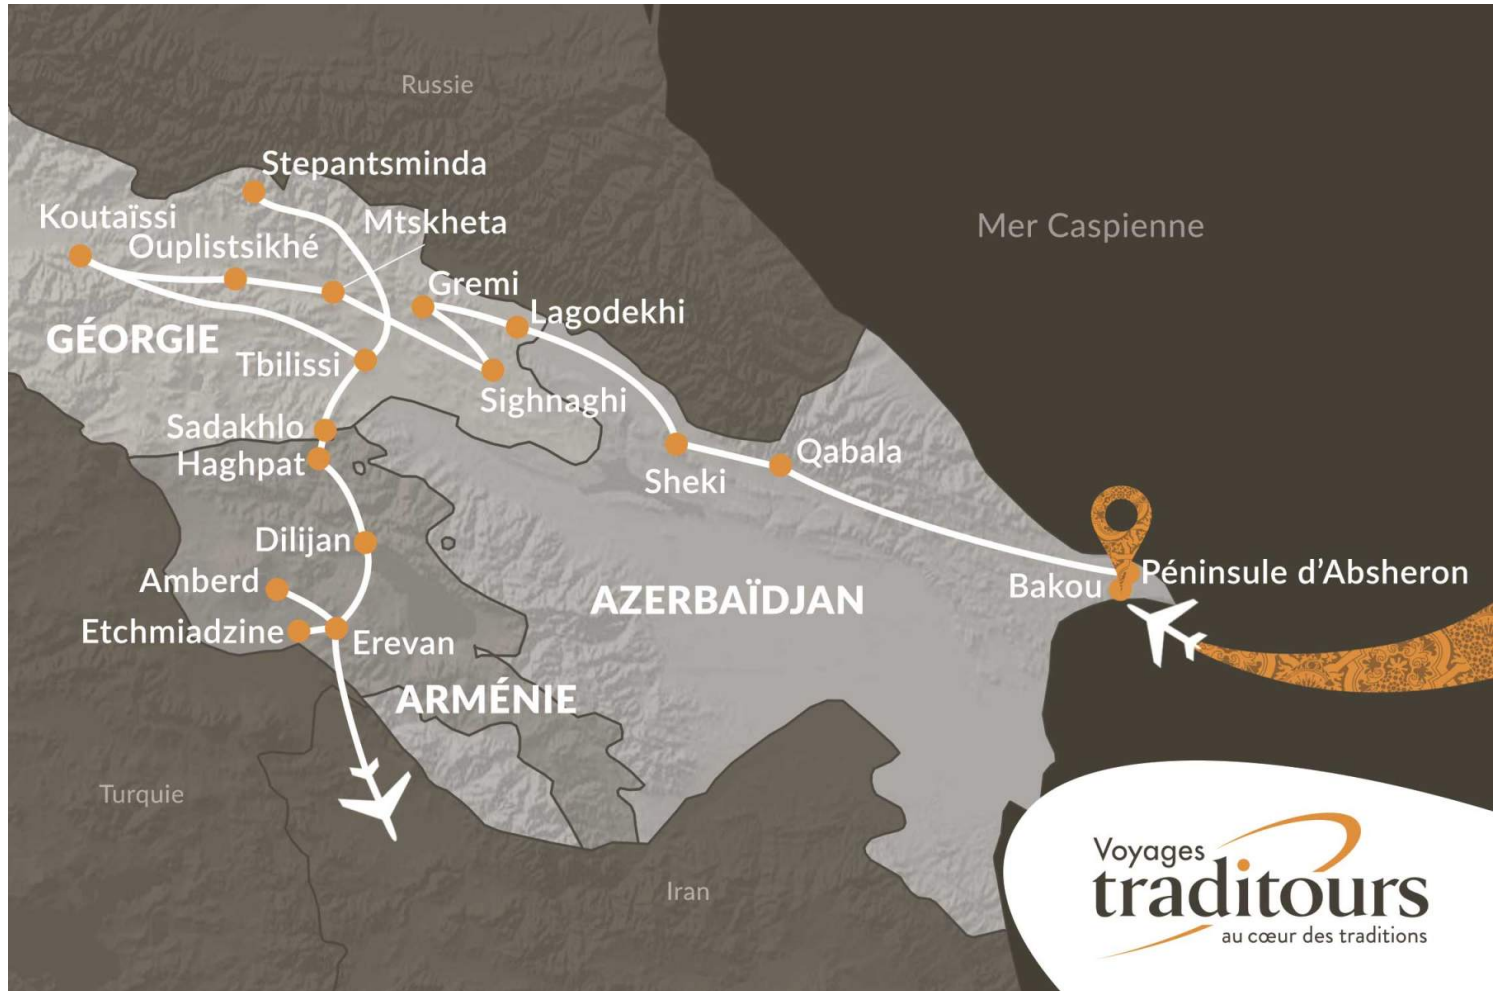 Russie
Stepantsminda
Koutaïssi
Mtskheta
Mer Caspienne
Ouplistsikhé
Gremi
Lagodekhi
GÉORGIE
Tbilissi
Sighnaghi
Sadakhlo
Qabala
Haghpat
Sheki
Dilijan
Péninsule d'Absheron
Amberd
Bakou
AZERBAÏDJAN
Etchmiadzine
Erevan
ARMÉNIE
Turquie
Voyages
traditours
au cœur des traditions
Iran